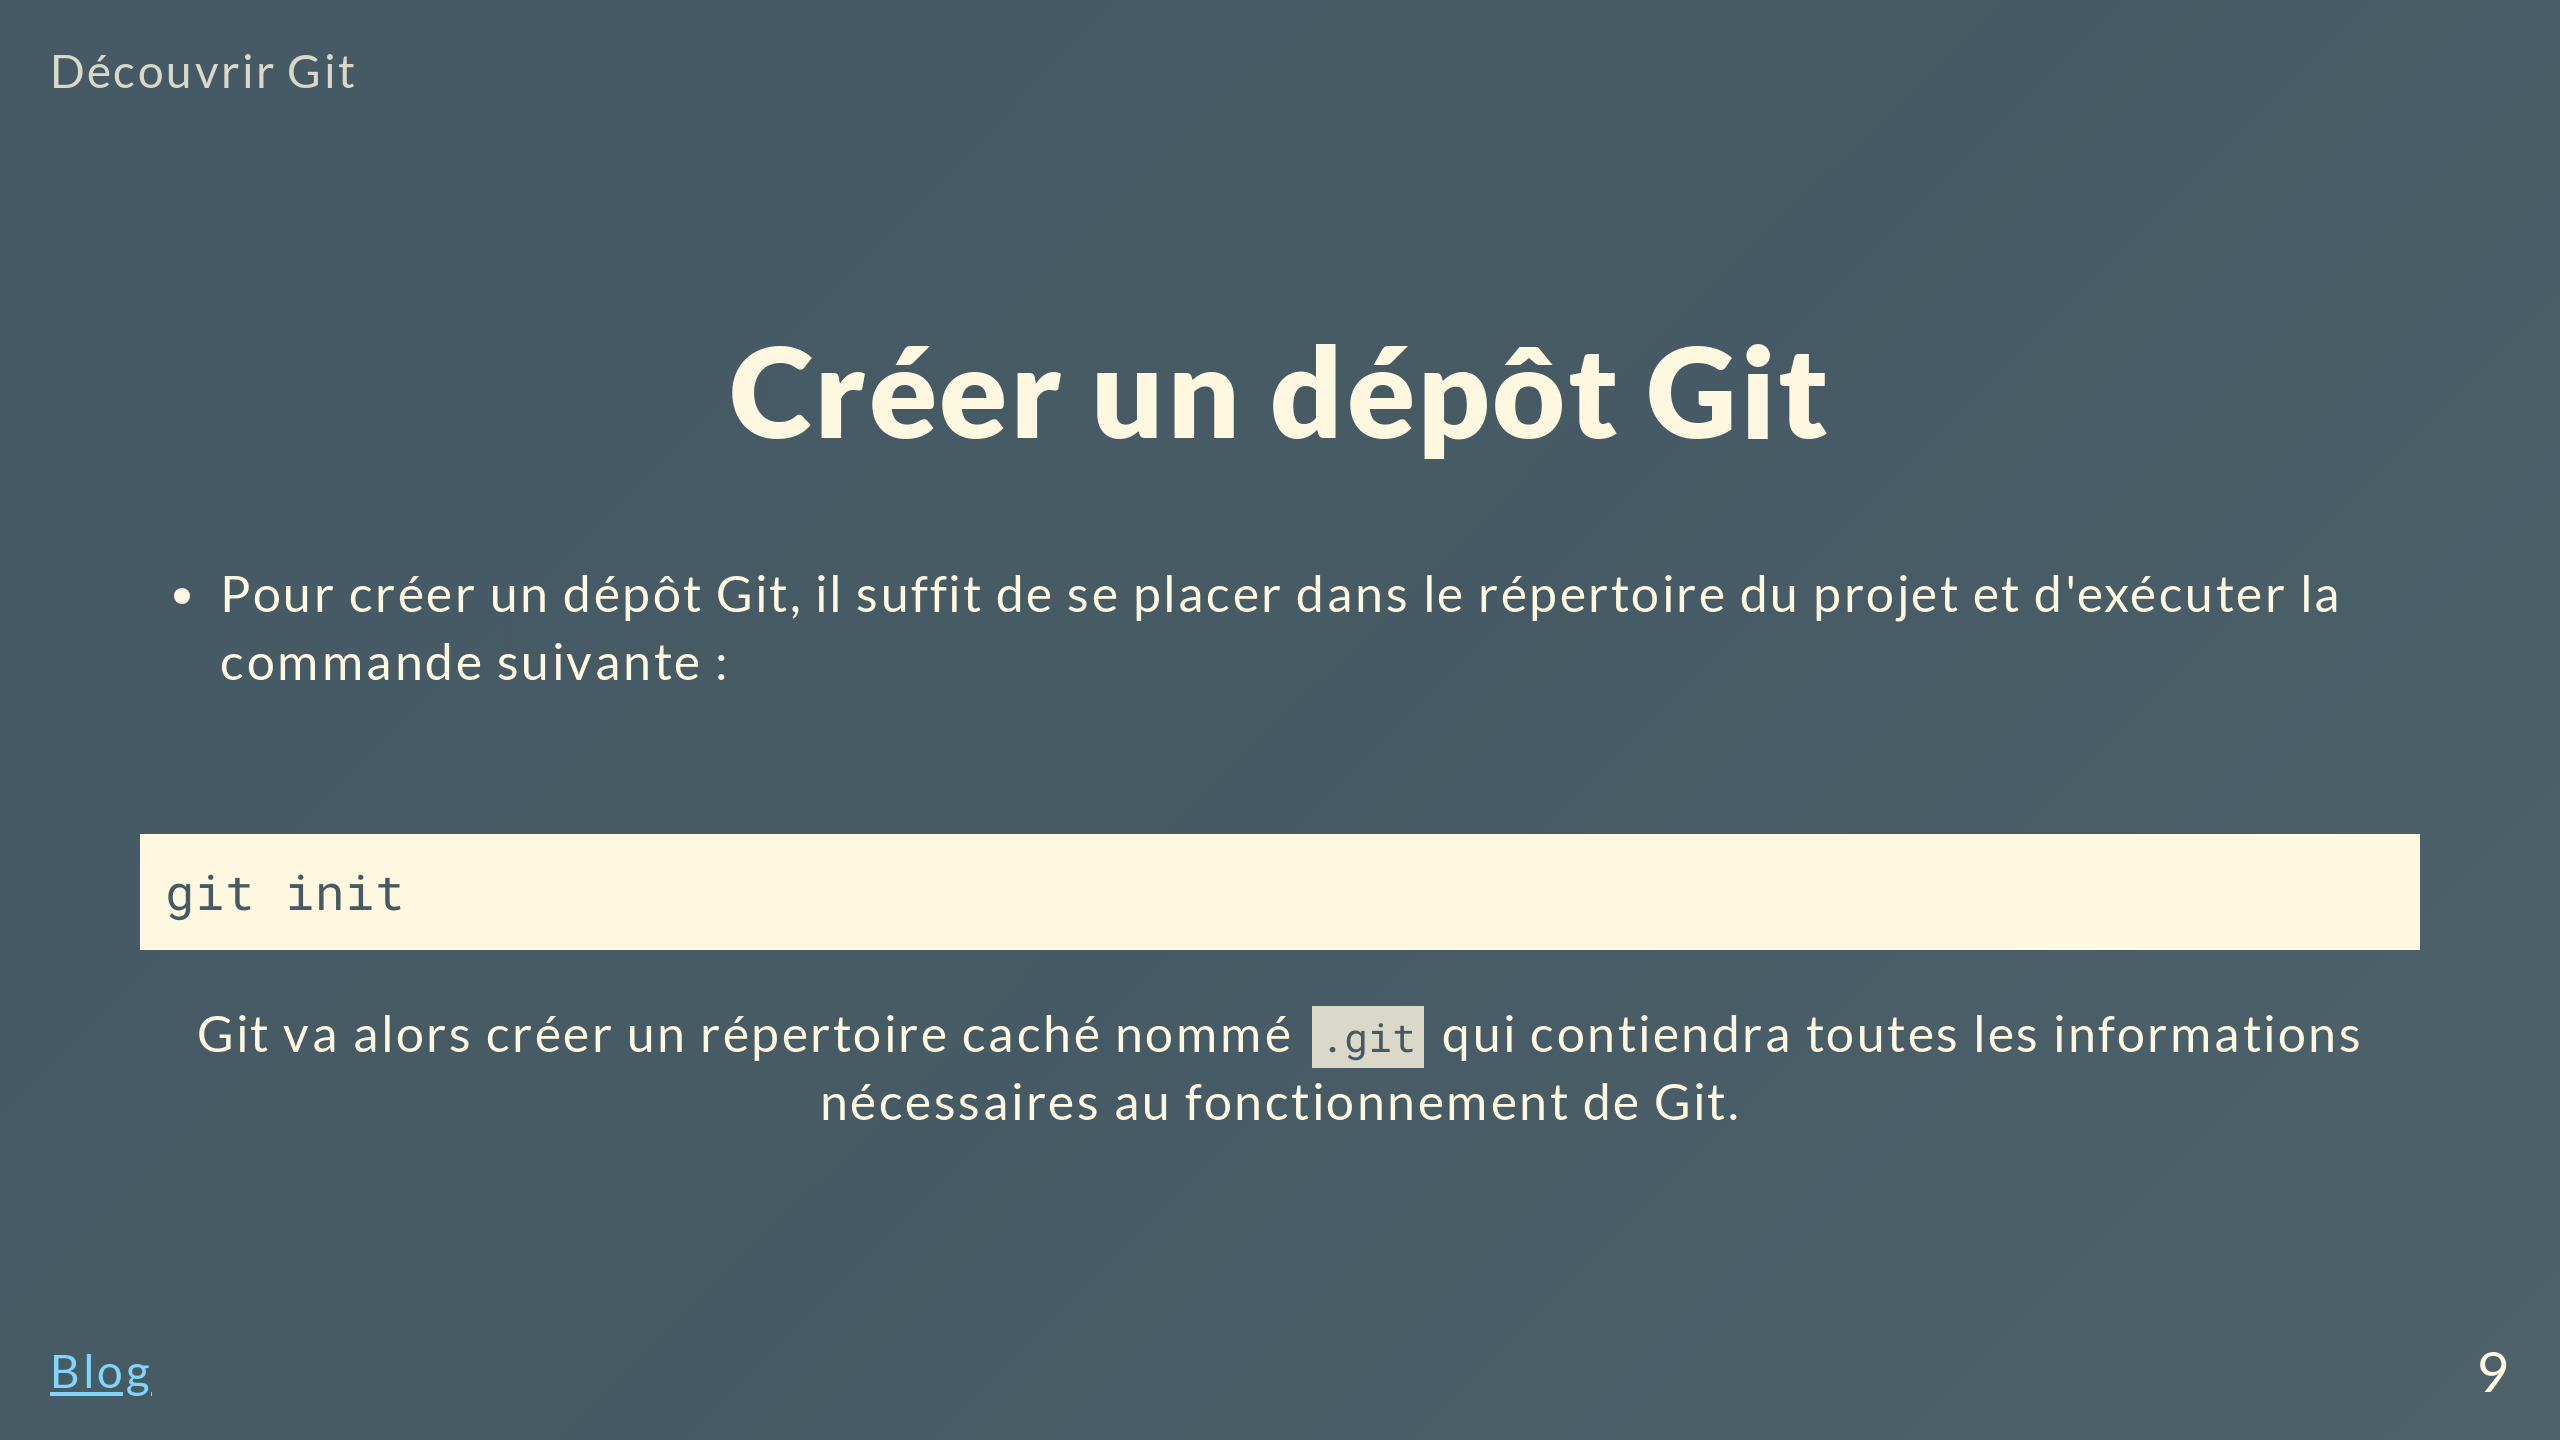 Découvrir Git
Créer un dépôt Git
• Pour créer un dépôt Git, il suffit de se placer dans le répertoire du projet et d'exécuter la
commande suivante :
git init
Git va alors créer un répertoire caché nommé .git qui contiendra toutes les informations
nécessaires au fonctionnement de Git.
Blog
9